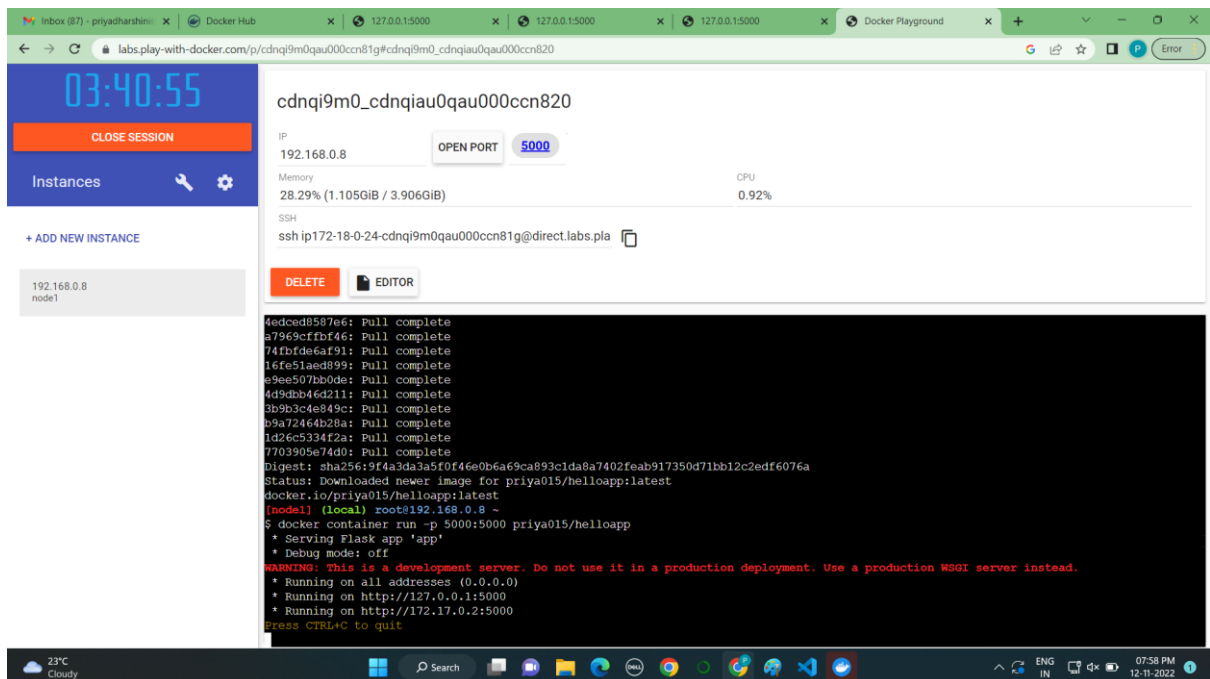 Inbox (87) - priyadharshinis
Docker Hub
127.0.0.1:5000
127.0.0.1:5000
127.0.0.1:5000
Docker Playground
labs.play-with-docker.com/p/cdnqi9m0qau000ccn81g#cdnqi9m0_cdnqiau0qau000ccn820
P
Error
03:40:55
CLOSE SESSION
Instances
+ ADD NEW INSTANCE
192.168.0.8
node1
cdnqi9m0_cdnqiau0qau000ccn820
IP
192.168.0.8
OPEN PORT
5000
Memory
28.29% (1.105GiB / 3.906GiB)
CPU
0.92%
SSH
ssh ip172-18-0-24-cdnqi9m0qau000ccn81g@direct.labs.pla
DELETE
EDITOR
4edced8587e6: Pull complete
a7969cffbf46: Pull complete
74fbfde6af91: Pull complete
16fe51aed899: Pull complete
e9ee507bb0de: Pull complete
4d9dbb46d211: Pull complete
3b9b3c4e849c: Pull complete
b9a72464b28a: Pull complete
1d26c5334f2a: Pull complete
7703905e74d0: Pull complete
Digest: sha256:9f4a3da3a5f0f46e0b6a69ca893c1da8a7402feab917350d71bb12c2edf6076a
Status: Downloaded newer image for priya015/helloapp:latest
docker.io/priya015/helloapp:latest
[node1] (local) root@192.168.0.8 ~
$ docker container run -p 5000:5000 priya015/helloapp
* Serving Flask app 'app'
* Debug mode: off
WARNING: This is a development server. Do not use it in a production deployment. Use a production WSGI server instead.
* Running on all addresses (0.0.0.0)
* Running on http://127.0.0.1:5000
* Running on http://172.17.0.2:5000
Press CTRL+C to quit
23°C
Cloudy
Search
DELL
ENG
IN
07:58 PM
12-11-2022
1